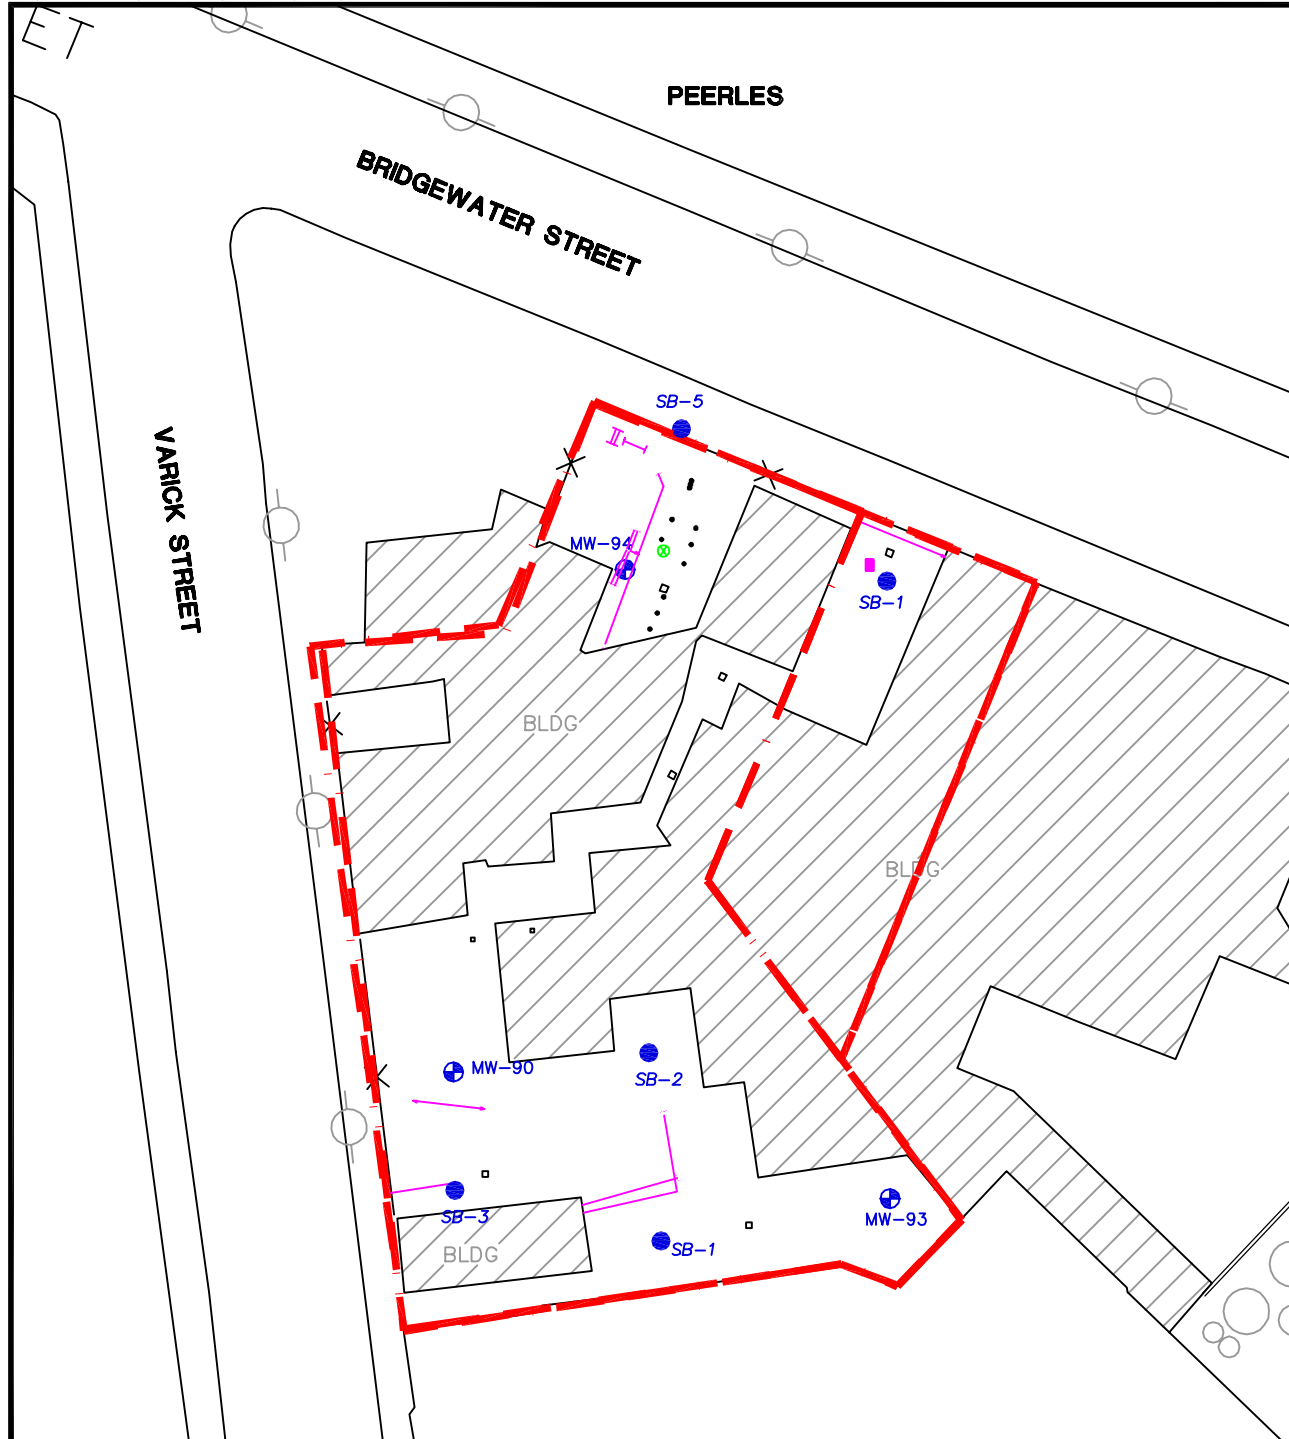 ET
PEERLES
BRIDGEWATER STREET
VARICK STREET
SB-5
MW-94
SB-1
BLDG
BLDG
MW-90
SB-2
SB-3
MW-93
SB-1
BLDG